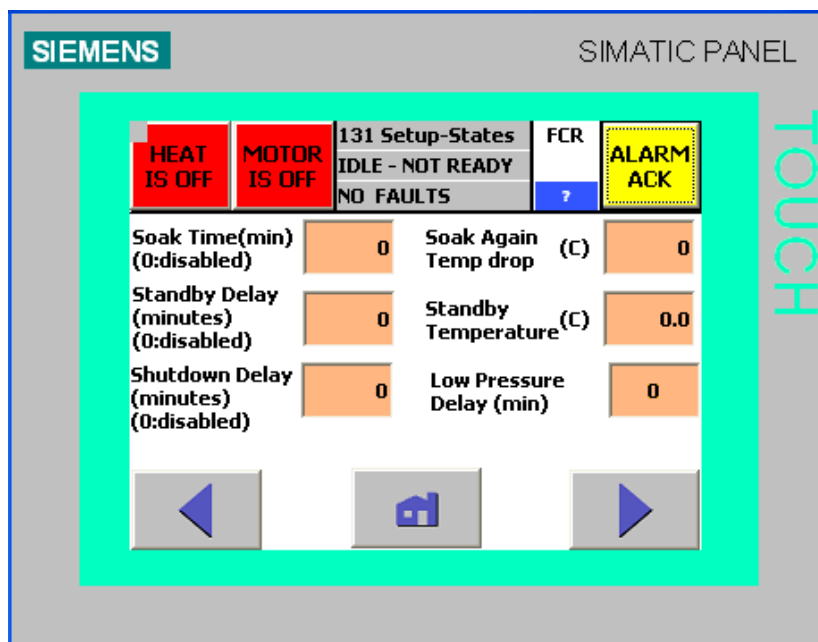 SIEMENS
SIMATIC PANEL
TOUCH
HEAT
IS OFF
MOTOR
IS OFF
131 Setup-States
IDLE - NOT READY
NO FAULTS
FCR
?
ALARM
ACK
Soak Time(min)
(0:disabled)
0
Soak Again
Temp drop
(C)
0
Standby Delay
(minutes)
(0:disabled)
0
Standby
Temperature
(C)
0.0
Shutdown Delay
(minutes)
(0:disabled)
0
Low Pressure
Delay (min)
0